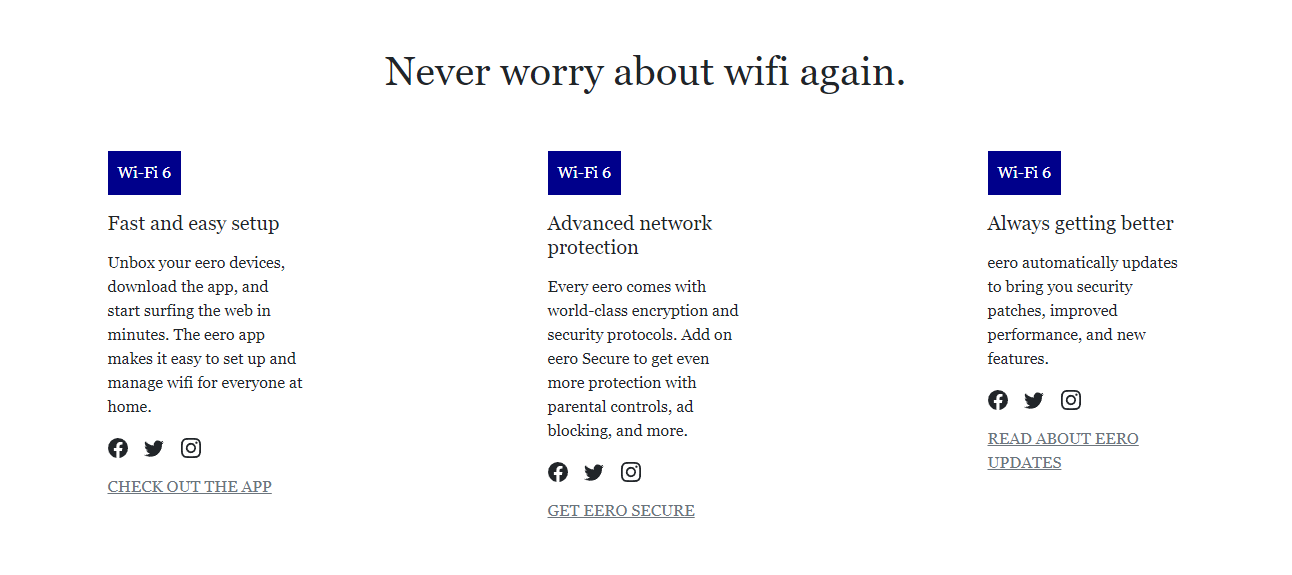 Never worry about wifi again.
Wi-Fi 6
Fast and easy setup
Unbox your eero devices,
download the app, and
start surfing the web in
minutes. The eero app
makes it easy to set up and
manage wifi for everyone at
home.
CHECK OUT THE APP
Wi-Fi 6
Advanced network
protection
Every eero comes with
world-class encryption and
security protocols. Add on
eero Secure to get even
more protection with
parental controls, ad
blocking, and more.
GET EERO SECURE
Wi-Fi 6
Always getting better
eero automatically updates
to bring you security
patches, improved
performance, and new
features.
READ ABOUT EERO
UPDATES